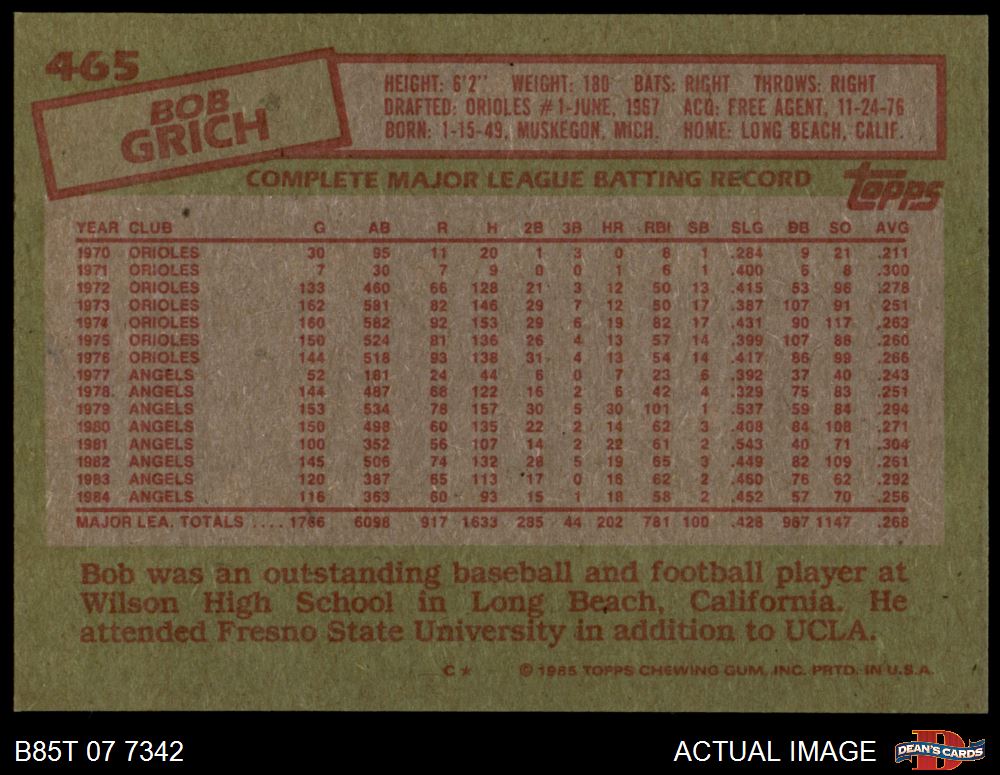 465
BOB
GRICH
HEIGHT: 6'2" WEIGHT: 180 BATS: RIGHT THROWS: RIGHT
DRAFTED: ORIOLES #1-JUNE, 1967 ACQ: FREE AGENT, 11-24-76
BORN: 1-15-49, MUSKEGON, MICH. HOME: LONG BEACH, CALIF.
COMPLETE MAJOR LEAGUE BATTING RECORD
topps
YEAR CLUB G AB R H 2B 3B HR RBI SB SLG BB SO AVG
1970 ORIOLES 30 95 11 20 1 3 0 8 1 .284 9 21 .211
1971 ORIOLES 7 30 7 9 0 0 1 6 1 .400 6 8 .300
1972 ORIOLES 133 460 66 128 21 3 12 50 13 .415 53 96 .278
1973 ORIOLES 162 581 82 146 29 7 12 50 17 .387 107 91 .251
1974 ORIOLES 160 582 92 153 29 6 19 82 17 .431 90 117 .263
1975 ORIOLES 150 524 81 136 26 4 13 57 14 .399 107 88 .260
1976 ORIOLES 144 518 93 138 31 4 13 54 14 .417 86 99 .266
1977 ANGELS 52 181 24 44 6 0 7 23 6 .392 37 40 .243
1978 ANGELS 144 487 68 122 16 2 6 42 4 .329 75 83 .251
1979 ANGELS 153 534 78 157 30 5 30 101 1 .537 59 84 .294
1980 ANGELS 150 498 60 135 22 2 14 62 3 .408 84 108 .271
1981 ANGELS 100 352 56 107 14 2 22 61 2 .543 40 71 .304
1982 ANGELS 145 506 74 132 28 5 19 65 3 .449 82 109 .261
1983 ANGELS 120 387 65 113 17 0 16 62 2 .460 76 62 .292
1984 ANGELS 116 363 60 93 15 1 18 58 2 .452 57 70 .256
MAJOR LEA. TOTALS .... 1766 6098 917 1633 285 44 202 781 100 .428 967 1147 .268
Bob was an outstanding baseball and football player at
Wilson High School in Long Beach, California. He
attended Fresno State University in addition to UCLA.
C* © 1985 TOPPS CHEWING GUM, INC. PRTD. IN U.S.A.
B85T 07 7342 ACTUAL IMAGE D DEAN'S CARDS